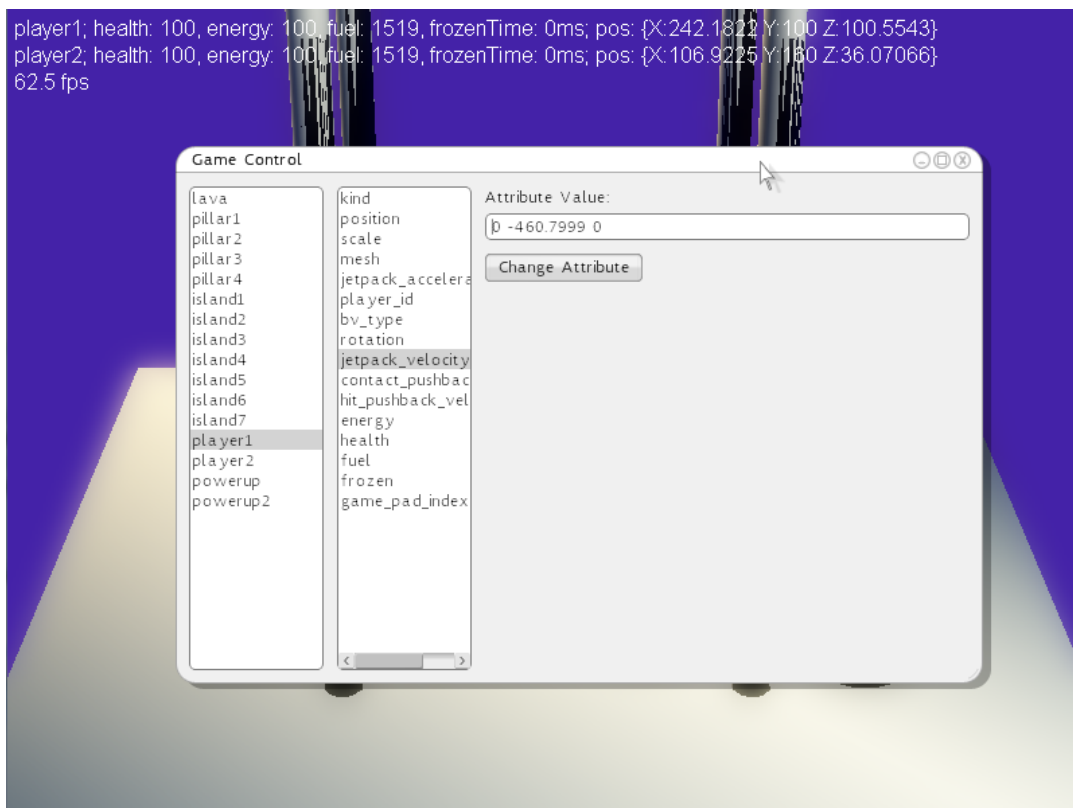 player1; health: 100, energy: 100, fuel: 1519, frozenTime: 0ms; pos: {X:242.1822 Y:100 Z:100.5543}
player2; health: 100, energy: 100, fuel: 1519, frozenTime: 0ms; pos: {X:106.9225 Y:160 Z:36.07066}
62.5 fps
Game Control
lava
pillar1
pillar2
pillar3
pillar4
island1
island2
island3
island4
island5
island6
island7
player1
player2
powerup
powerup2
kind
position
scale
mesh
jetpack_accelera
player_id
bv_type
rotation
jetpack_velocity
contact_pushbac
hit_pushback_vel
energy
health
fuel
frozen
game_pad_index
Attribute Value:
0 -460.7999 0
Change Attribute